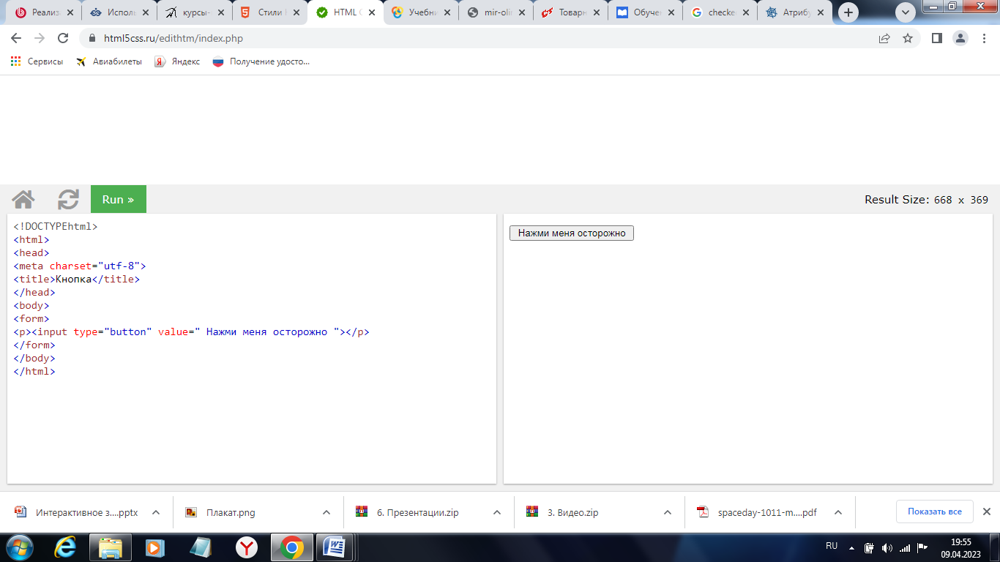 Реализ
Исполь
курсы-
Стили
HTML
Учебни
mir-olim
Товарн
Обучен
checke
Атрибу
html5css.ru/edithtm/index.php
Сервисы
Авиабилеты
Яндекс
Получение удосто...
Run »
Result Size: 668 x 369
<!DOCTYPEhtml>
<html>
<head>
<meta charset="utf-8">
<title>Кнопка</title>
</head>
<body>
<form>
<p><input type="button" value=" Нажми меня осторожно "></p>
</form>
</body>
</html>
Нажми меня осторожно
Интерактивное з....pptx
Плакат.png
6. Презентации.zip
3. Видео.zip
spaceday-1011-m....pdf
Показать все
RU
19:55
09.04.2023